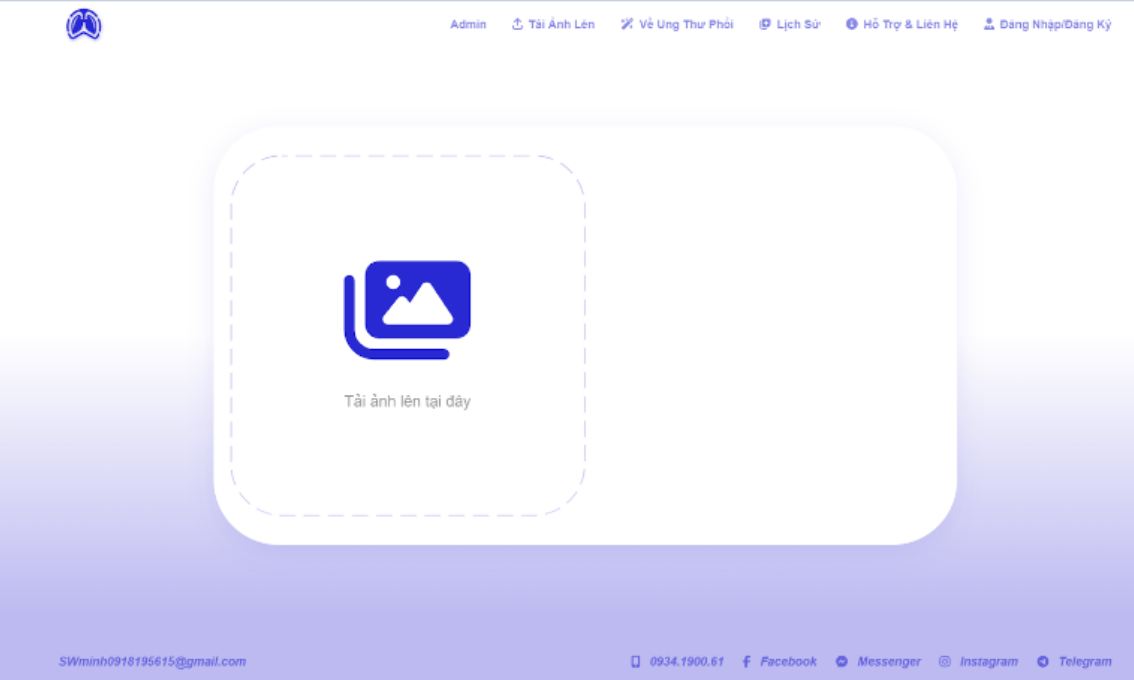 Admin
Tải Ảnh Lên
Về Ung Thư Phổi
Lịch Sử
Hỗ Trợ & Liên Hệ
Đăng Nhập/Đăng Ký
Tải ảnh lên tại đây
SWminh0918195615@gmail.com
0934.1900.61
Facebook
Messenger
Instagram
Telegram